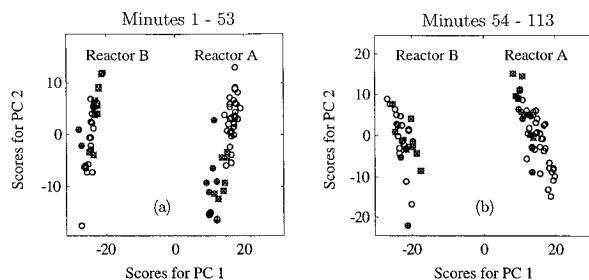 Minutes 1 - 53
Reactor B
Reactor A
10
0
-10
Scores for PC 2
(a)
-20
0
20
Scores for PC 1
Minutes 54 - 113
20
Reactor B
Reactor A
10
0
-10
-20
Scores for PC 2
(b)
-20
0
20
Scores for PC 1